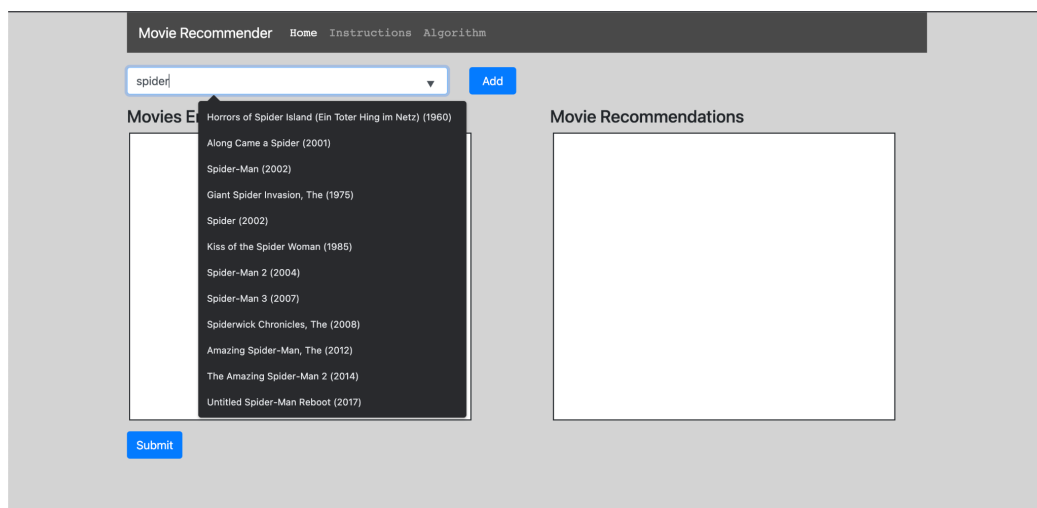 Movie Recommender Home Instructions Algorithm
spider
Add
Movies E
Movie Recommendations
Horrors of Spider Island (Ein Toter Hing im Netz) (1960)
Along Came a Spider (2001)
Spider-Man (2002)
Giant Spider Invasion, The (1975)
Spider (2002)
Kiss of the Spider Woman (1985)
Spider-Man 2 (2004)
Spider-Man 3 (2007)
Spiderwick Chronicles, The (2008)
Amazing Spider-Man, The (2012)
The Amazing Spider-Man 2 (2014)
Untitled Spider-Man Reboot (2017)
Submit